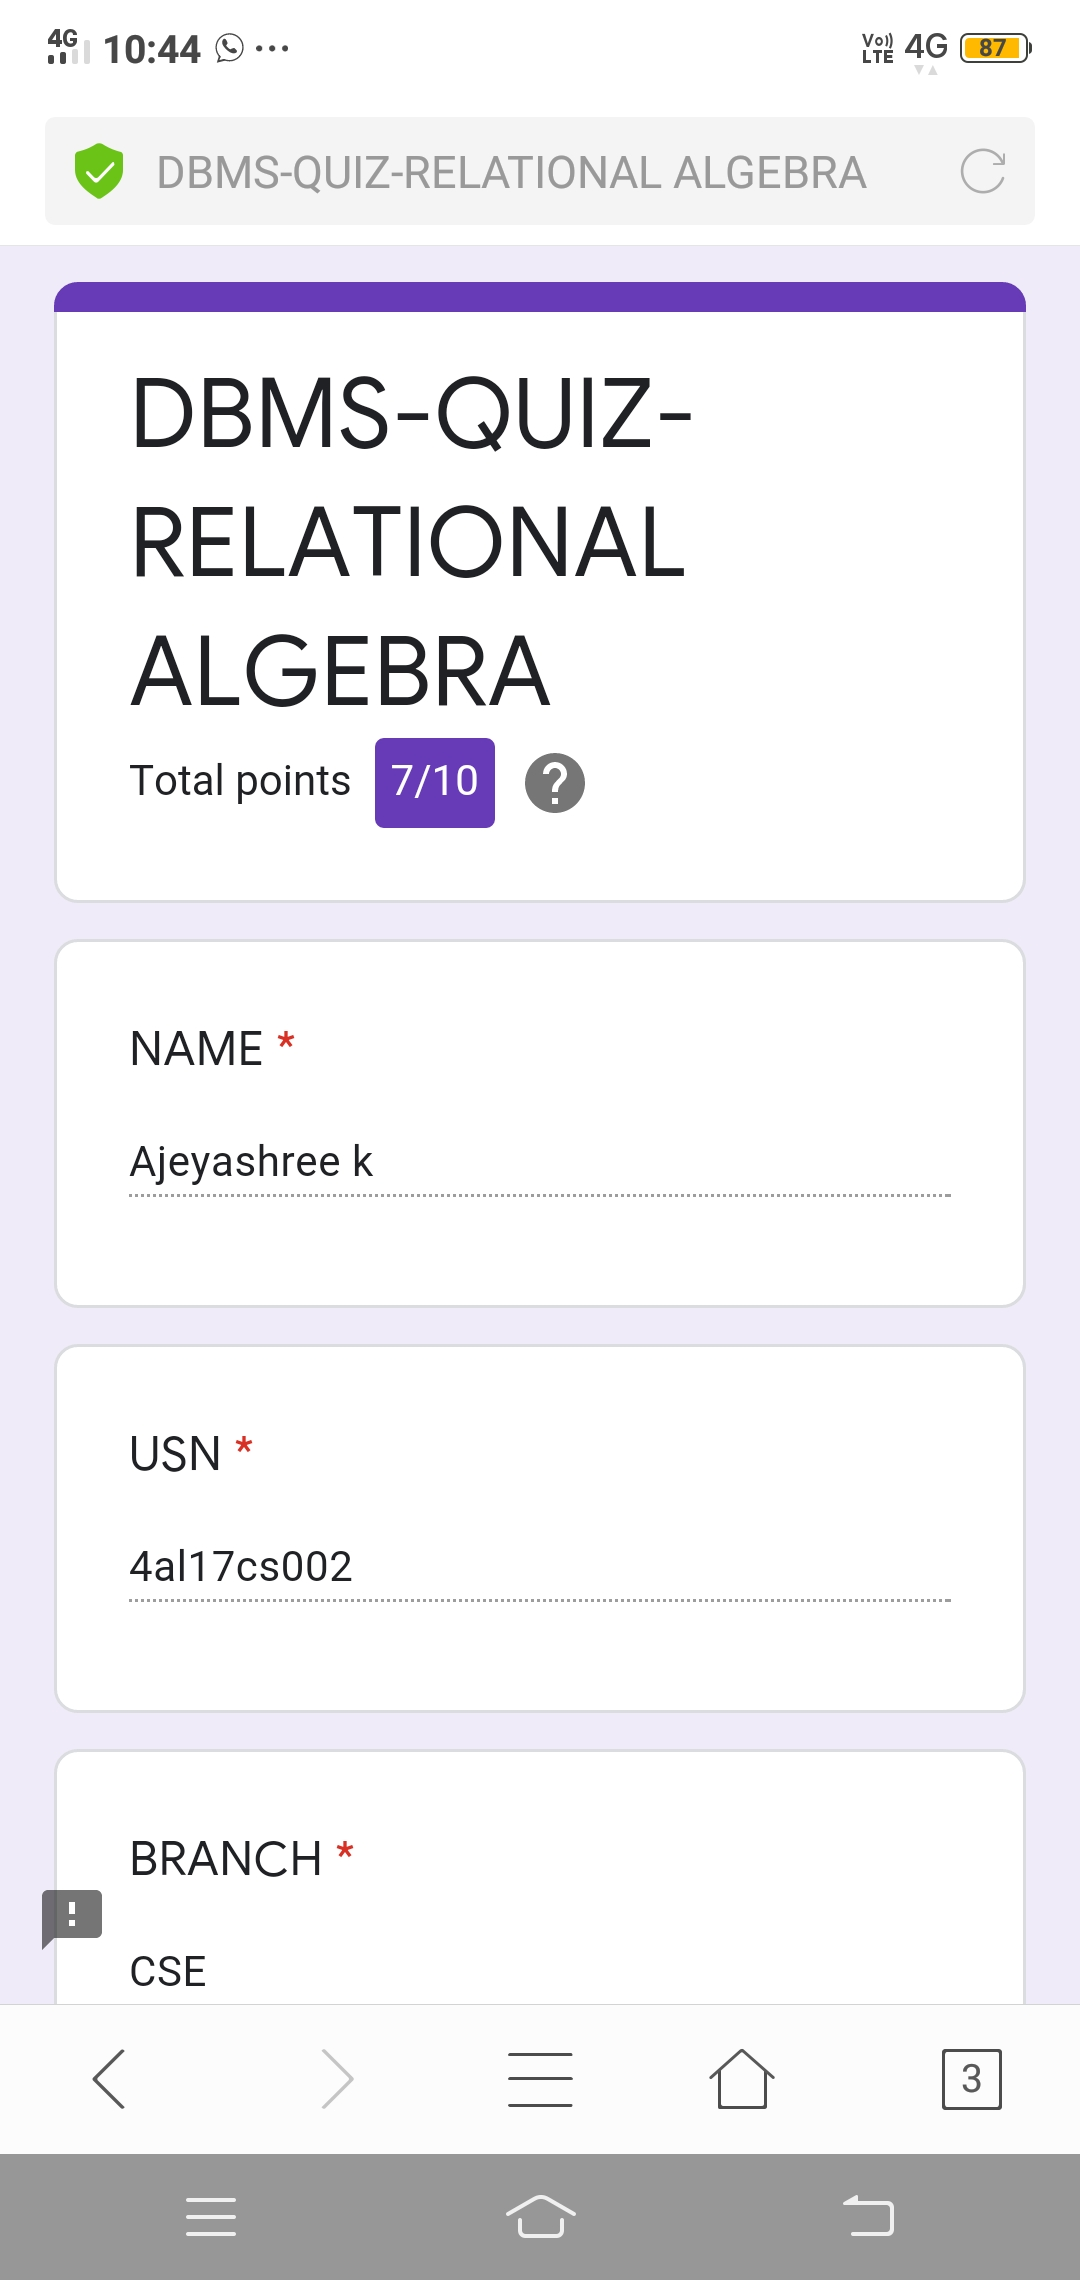 4G 10:44 ... Vo)) LTE 4G 87
DBMS-QUIZ-RELATIONAL ALGEBRA
DBMS-QUIZ-
RELATIONAL
ALGEBRA
Total points 7/10 ?
NAME *
Ajeyashree k
USN *
4al17cs002
BRANCH *
!
CSE
3